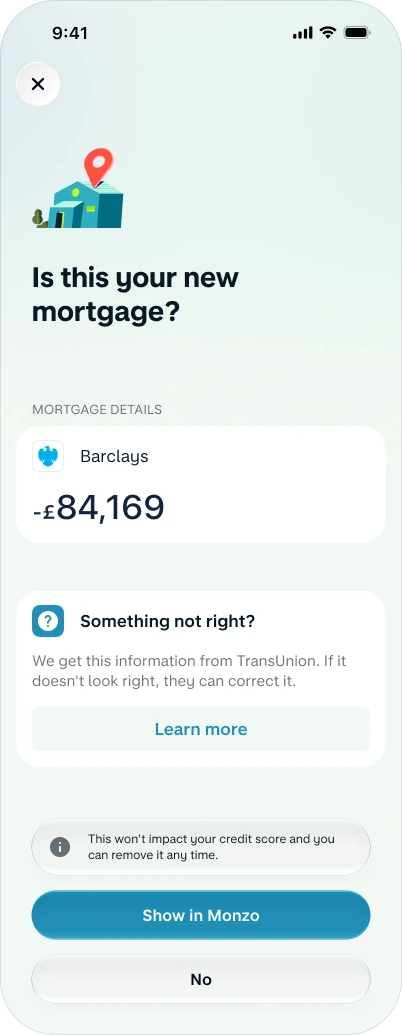 9:41
Is this your new
mortgage?
MORTGAGE DETAILS
Barclays
-£84,169
Something not right?
We get this information from TransUnion. If it
doesn't look right, they can correct it.
Learn more
This won't impact your credit score and you
can remove it any time.
Show in Monzo
No